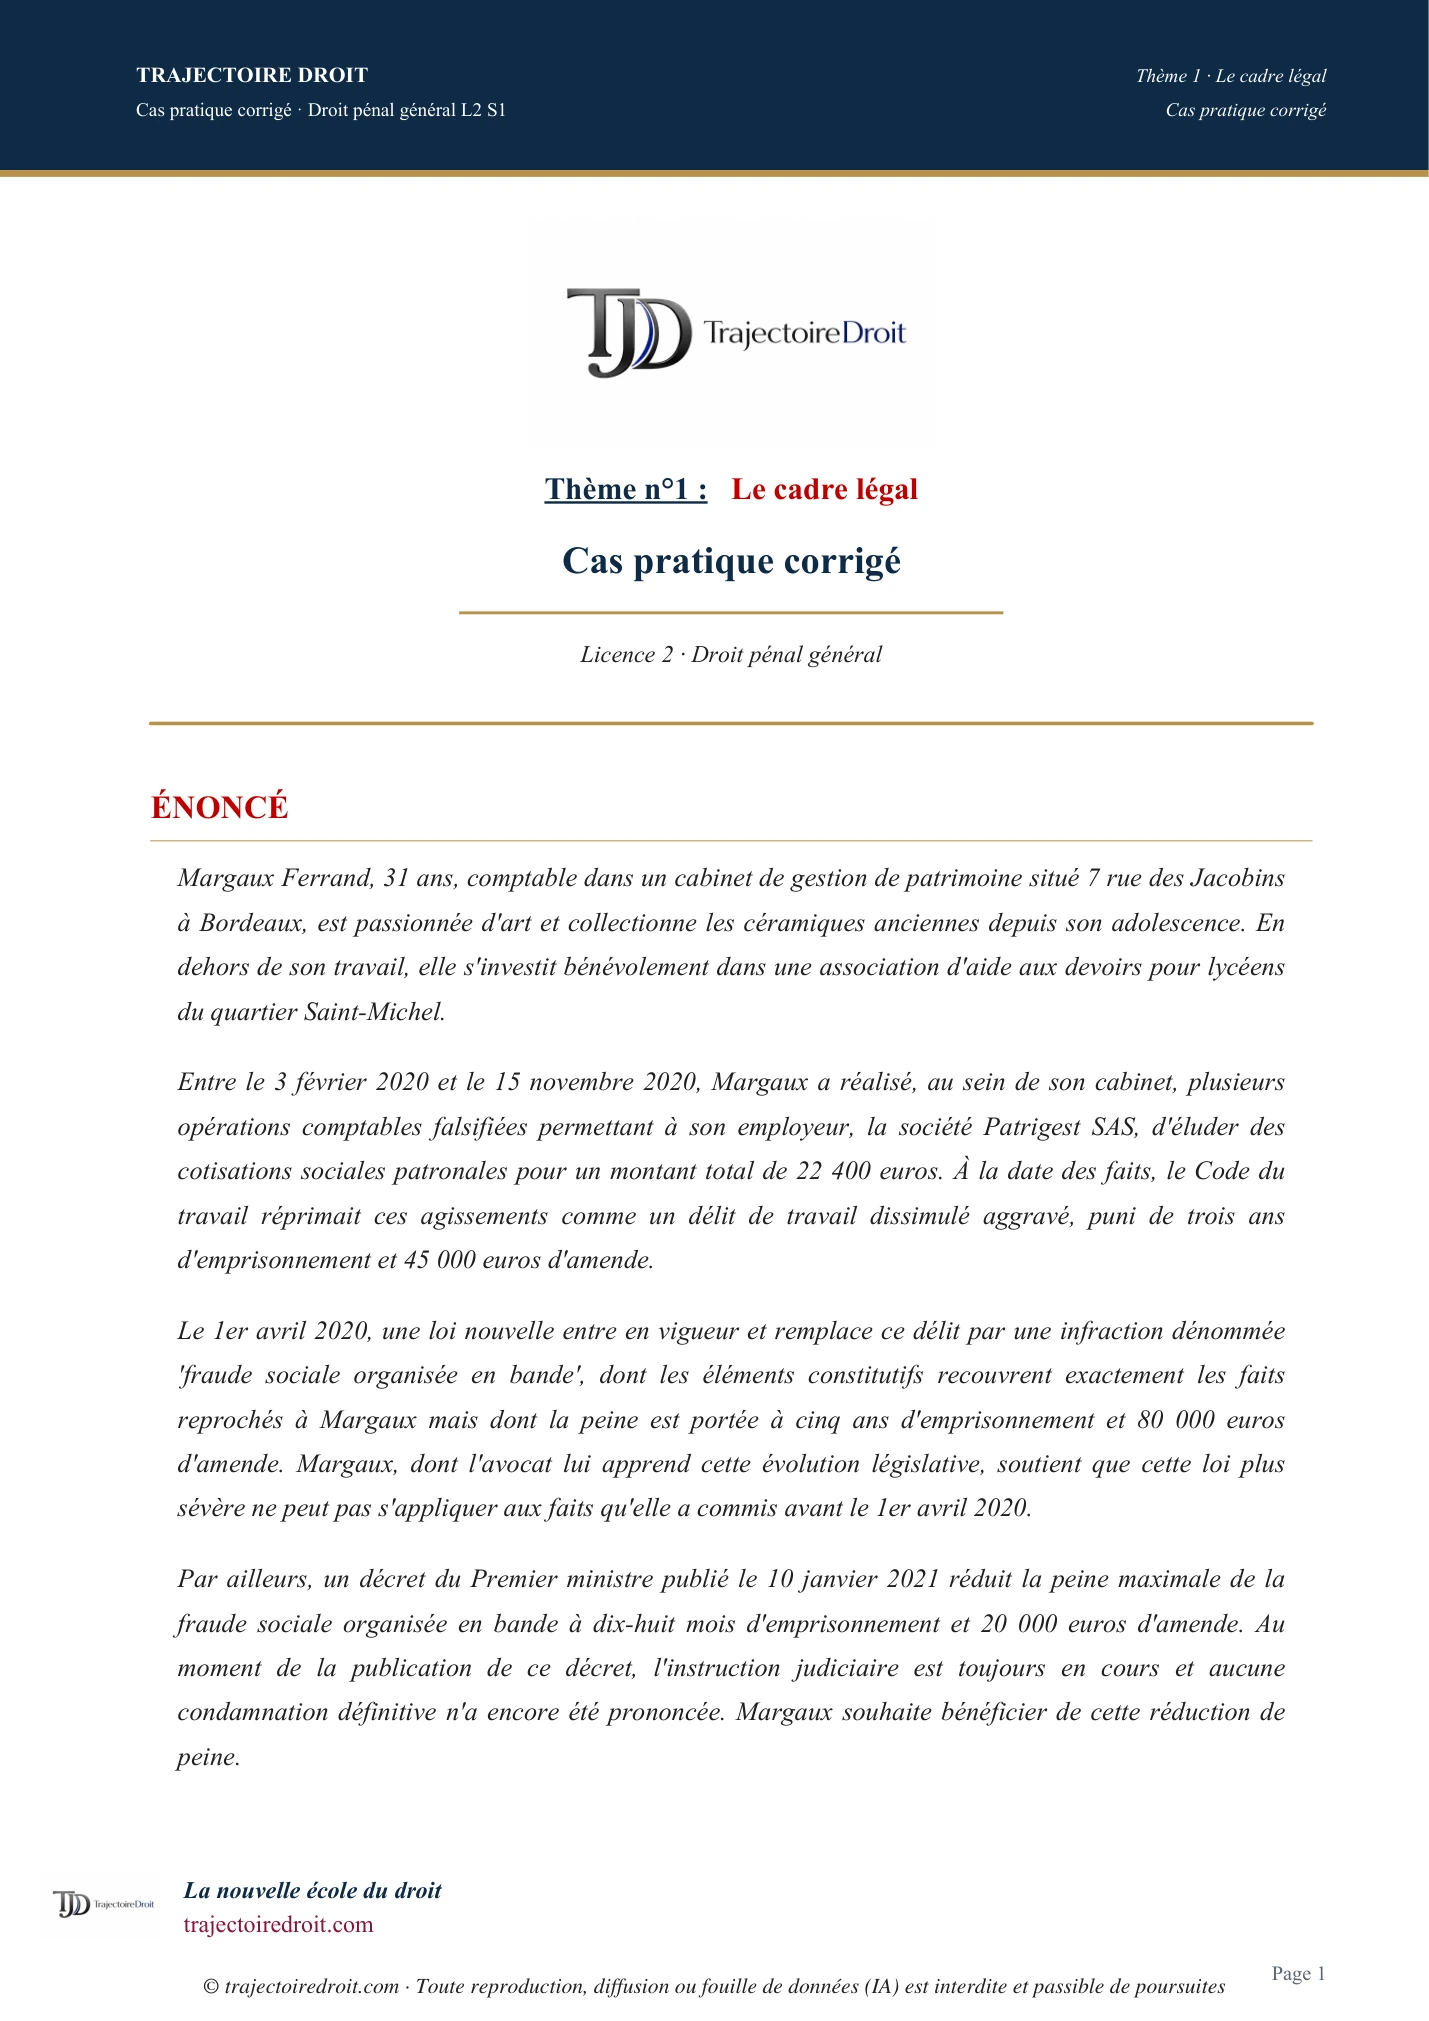 TRAJECTOIRE DROIT
Cas pratique corrigé · Droit pénal général L2 S1
Thème 1 · Le cadre légal
Cas pratique corrigé
TJD TrajectoireDroit
Thème n°1 : Le cadre légal
Cas pratique corrigé
Licence 2 · Droit pénal général
ÉNONCÉ
Margaux Ferrand, 31 ans, comptable dans un cabinet de gestion de patrimoine situé 7 rue des Jacobins
à Bordeaux, est passionnée d'art et collectionne les céramiques anciennes depuis son adolescence. En
dehors de son travail, elle s'investit bénévolement dans une association d'aide aux devoirs pour lycéens
du quartier Saint-Michel.
Entre le 3 février 2020 et le 15 novembre 2020, Margaux a réalisé, au sein de son cabinet, plusieurs
opérations comptables falsifiées permettant à son employeur, la société Patrigest SAS, d'éluder des
cotisations sociales patronales pour un montant total de 22 400 euros. À la date des faits, le Code du
travail réprimait ces agissements comme un délit de travail dissimulé aggravé, puni de trois ans
d'emprisonnement et 45 000 euros d'amende.
Le 1er avril 2020, une loi nouvelle entre en vigueur et remplace ce délit par une infraction dénommée
'fraude sociale organisée en bande', dont les éléments constitutifs recouvrent exactement les faits
reprochés à Margaux mais dont la peine est portée à cinq ans d'emprisonnement et 80 000 euros
d'amende. Margaux, dont l'avocat lui apprend cette évolution législative, soutient que cette loi plus
sévère ne peut pas s'appliquer aux faits qu'elle a commis avant le 1er avril 2020.
Par ailleurs, un décret du Premier ministre publié le 10 janvier 2021 réduit la peine maximale de la
fraude sociale organisée en bande à dix-huit mois d'emprisonnement et 20 000 euros d'amende. Au
moment de la publication de ce décret, l'instruction judiciaire est toujours en cours et aucune
condamnation définitive n'a encore été prononcée. Margaux souhaite bénéficier de cette réduction de
peine.
TJD TrajectoireDroit
La nouvelle école du droit
trajectoiredroit.com
© trajectoiredroit.com · Toute reproduction, diffusion ou fouille de données (IA) est interdite et passible de poursuites
Page 1